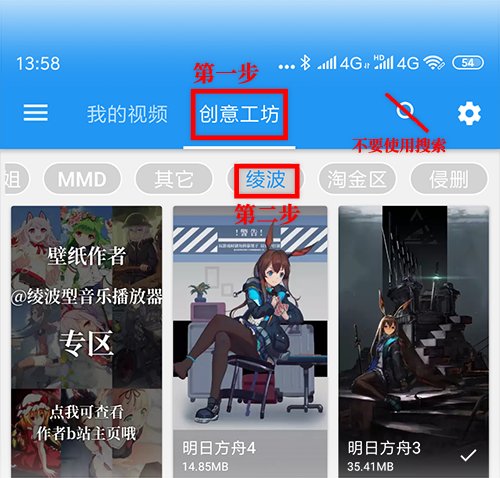 13:58
4G
HD
4G
54
第一步
我的视频
创意工坊
不要使用搜索
姐
MMD
其它
绫波
淘金区
侵删
第二步
壁纸作者
@绫波型音乐播放器
专区
点我可查看
作者b站主页哦
!警告!
明日方舟4
14.85MB
明日方舟3
35.41MB